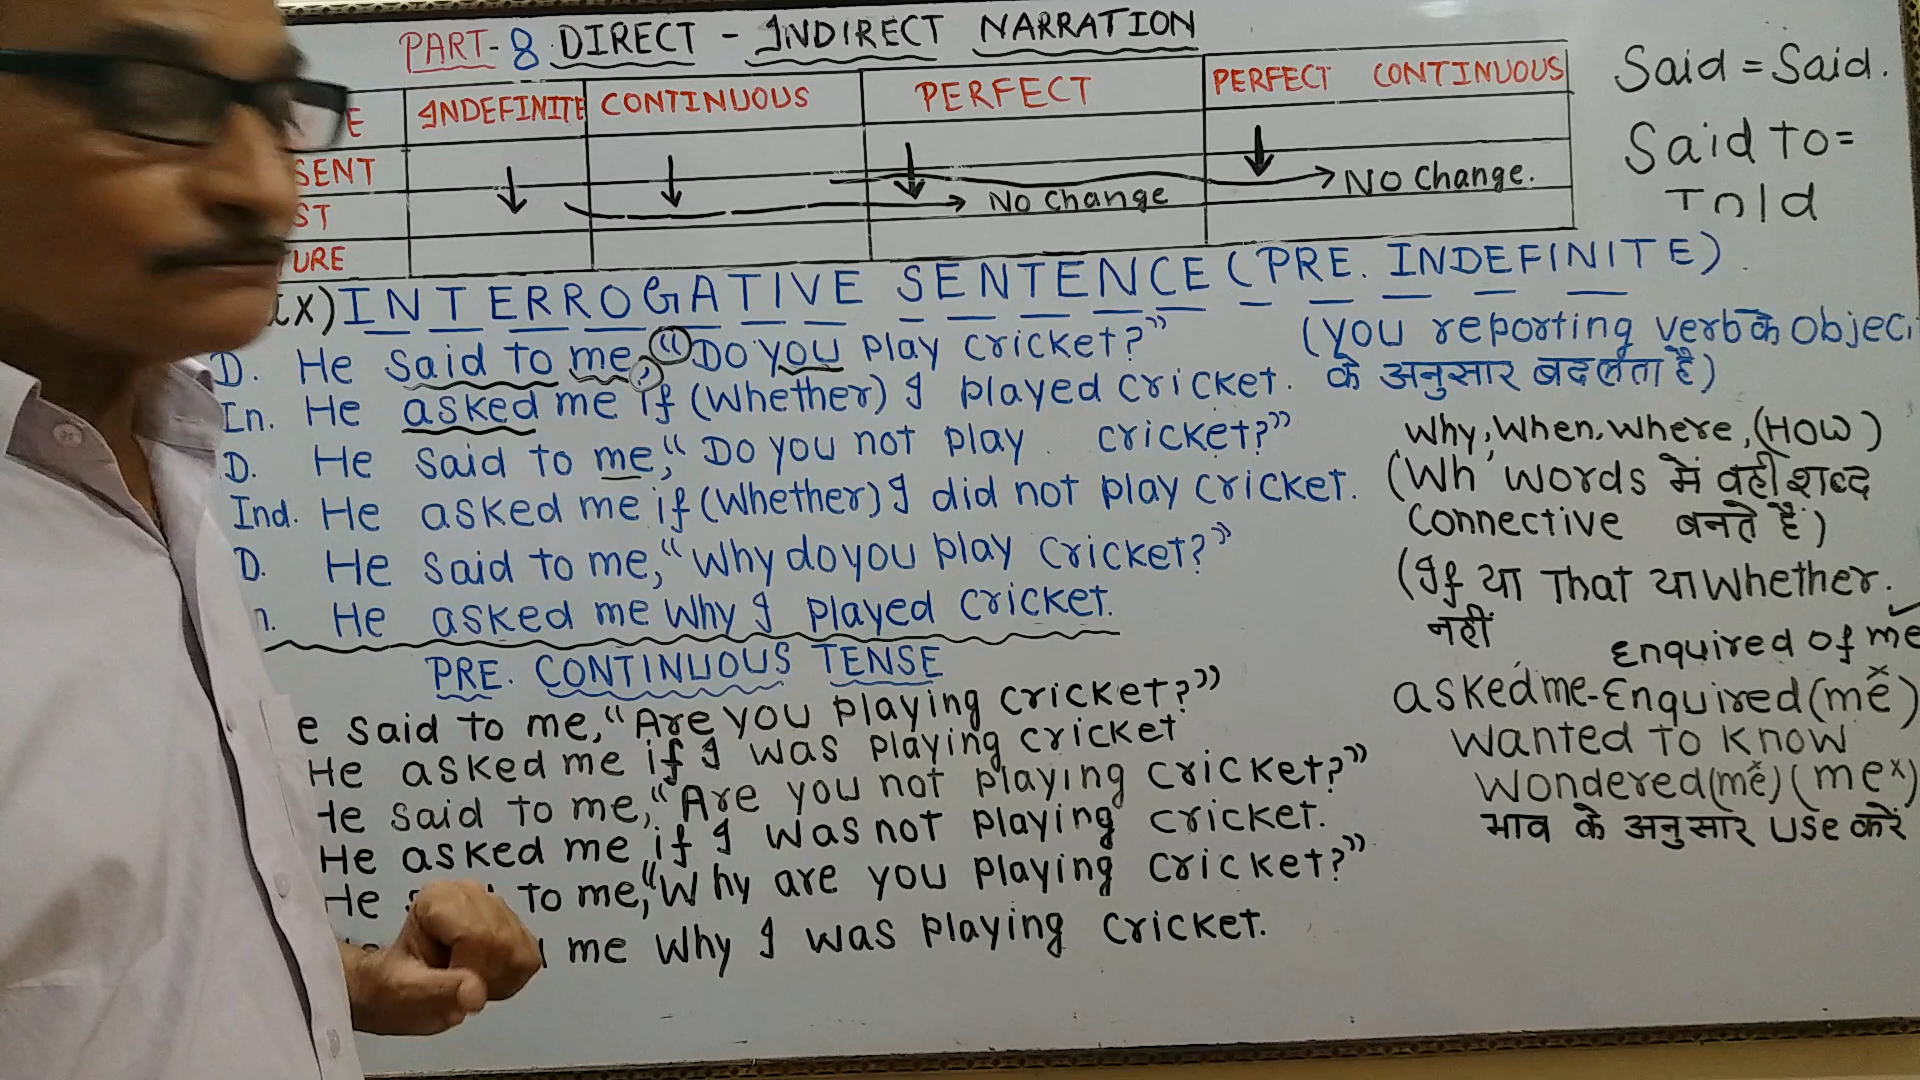 PART-8 DIRECT - INDIRECT NARRATION
INDEFINITE CONTINUOUS PERFECT PERFECT CONTINUOUS
SENT
ST
URE
No change
No change.
Said = Said.
Said to =
Told
ix) INTERROGATIVE SENTENCE (PRE. INDEFINITE)
D. He said to me, "Do you play cricket?"
In. He asked me if (whether) I played cricket.
D. He said to me, "Do you not play cricket?"
Ind. He asked me if (whether) I did not play cricket.
D. He said to me, "Why do you play cricket?"
n. He asked me why I played cricket.
PRE. CONTINUOUS TENSE
e said to me, "Are you playing cricket?"
He asked me if I was playing cricket
He said to me, "Are you not playing cricket?"
He asked me if I was not playing cricket.
He to me, "Why are you playing cricket?"
me why I was playing cricket.
(you reporting verb के objec
के अनुसार बदलता है)
Why, When, Where, (How)
(Wh' words में वही शब्द
Connective बनते हैं)
(If या That या Whether.
नहीं
Enquired of me
asked me - Enquired (me x)
Wanted to know
Wondered (me x) (me x)
भाव के अनुसार use करें